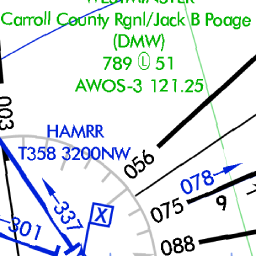 WESTMINSTER
Carroll County Rgnl/Jack B Poage
(DMW)
789 Ⓛ 51
AWOS-3 121.25
003
HAMRR
T358 3200NW
056
078→
337
X
075
9
301
088